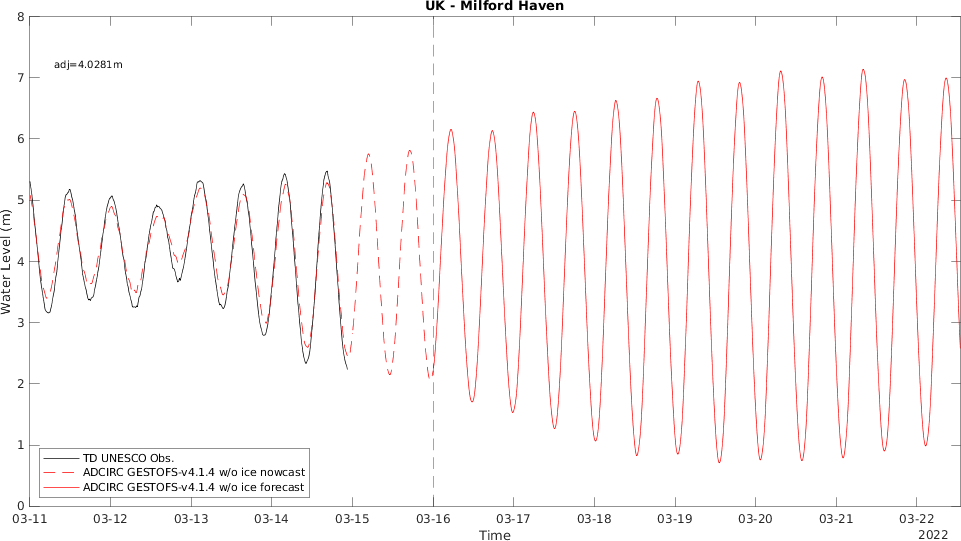 UK - Milford Haven
adj=4.0281m
Water Level (m)
8
7
6
5
4
3
2
1
0
TD UNESCO Obs.
ADCIRC GESTOFS-v4.1.4 w/o ice nowcast
ADCIRC GESTOFS-v4.1.4 w/o ice forecast
03-11 03-12 03-13 03-14 03-15 03-16 03-17 03-18 03-19 03-20 03-21 03-22
Time
2022